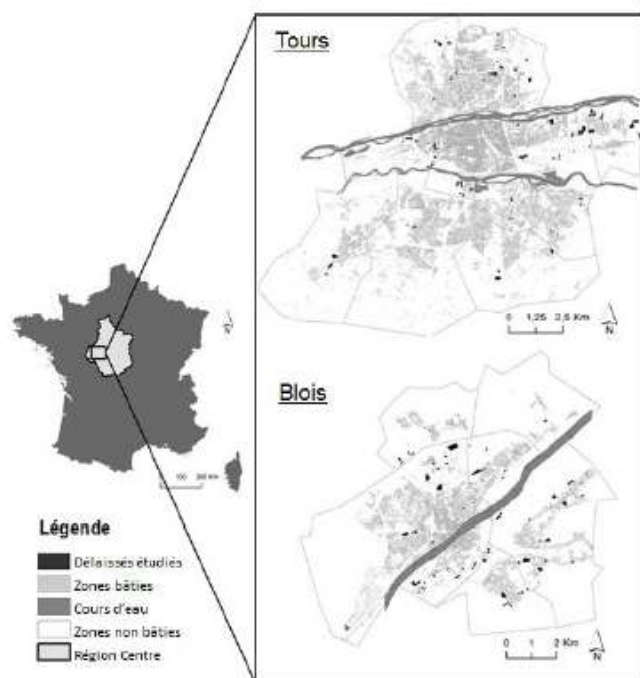 Tours
0 1,25 2,5 Km
N
Blois
0 1 2 Km
N
Légende
Délaissés étudiés
Zones bâties
Cours d'eau
Zones non bâties
Région Centre